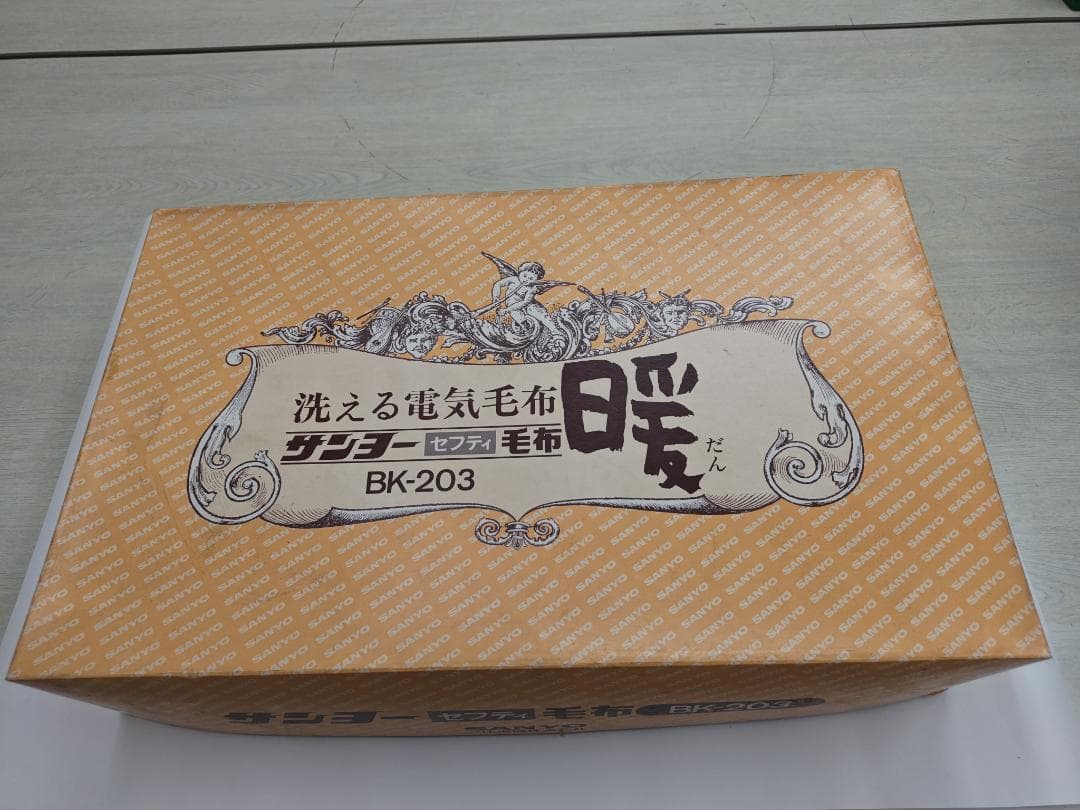 洗える電気毛布
サンヨー セフティ 毛布
暖
だん
BK-203
サンヨー セフティ 毛布 BK-203
SANYO